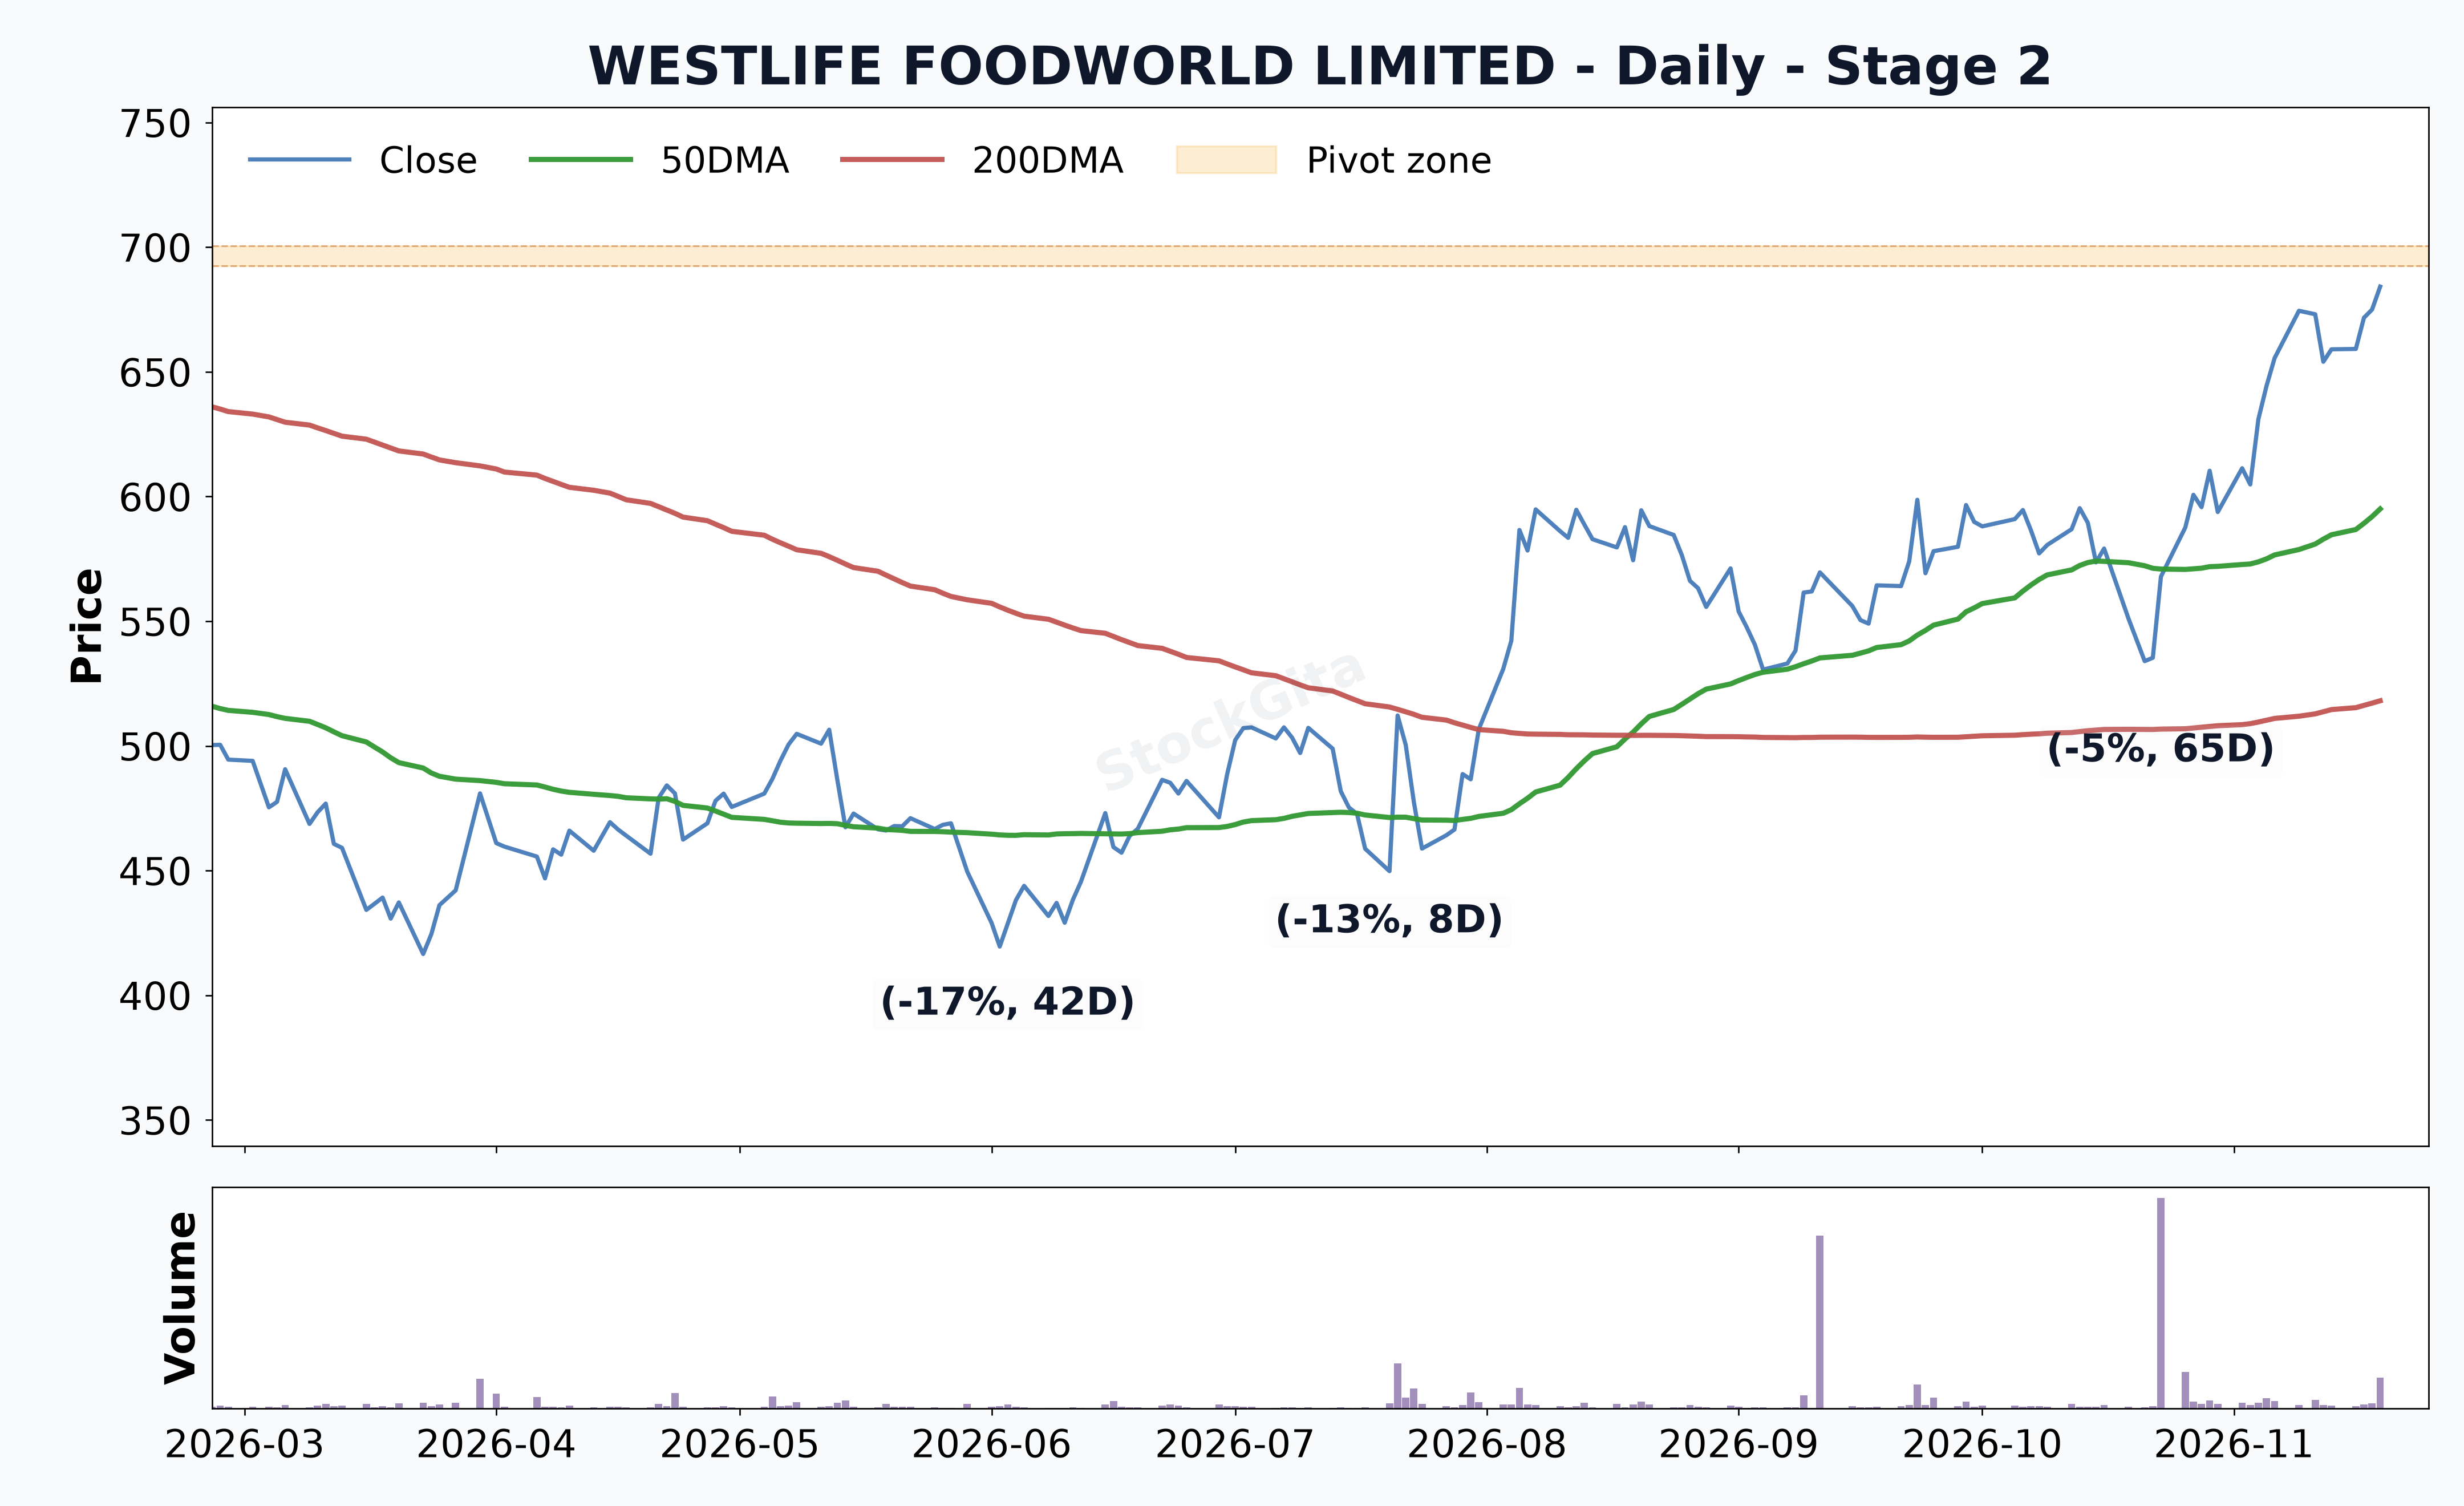 WESTLIFE FOODWORLD LIMITED - Daily - Stage 2
Close 50DMA 200DMA Pivot zone
750
700
650
600
550
500
450
400
350
Price
StockGita
(-5%, 65D)
(-13%, 8D)
(-17%, 42D)
Volume
2026-03 2026-04 2026-05 2026-06 2026-07 2026-08 2026-09 2026-10 2026-11